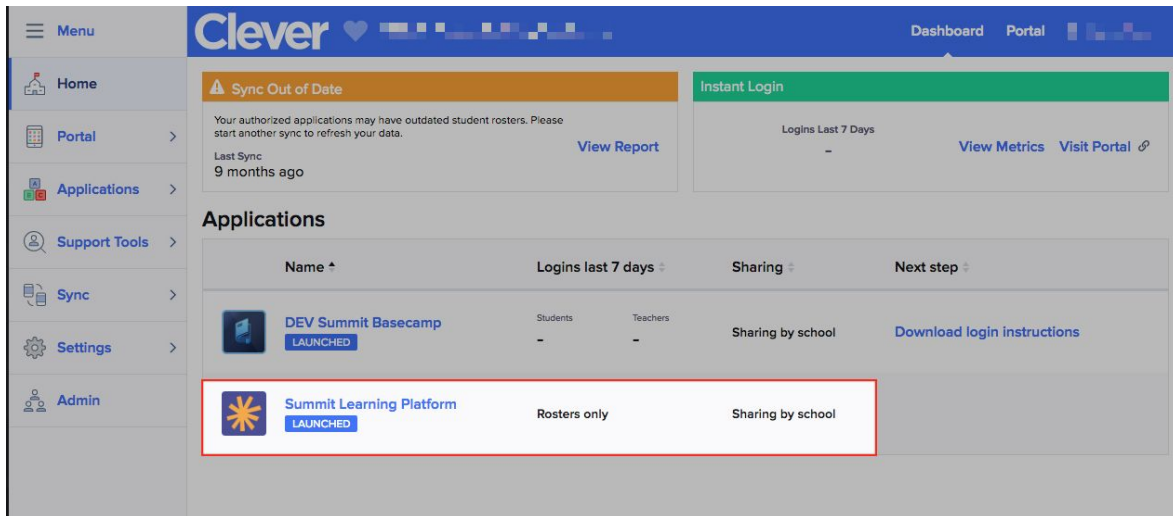 Menu
Clever
Dashboard Portal
Home
Portal
Applications
Support Tools
Sync
Settings
Admin
Sync Out of Date
Your authorized applications may have outdated student rosters. Please
start another sync to refresh your data.
Last Sync
9 months ago
View Report
Instant Login
Logins Last 7 Days
-
View Metrics Visit Portal
Applications
Name Logins last 7 days Sharing Next step
DEV Summit Basecamp
LAUNCHED
Students Teachers
- -
Sharing by school
Download login instructions
Summit Learning Platform
LAUNCHED
Rosters only
Sharing by school